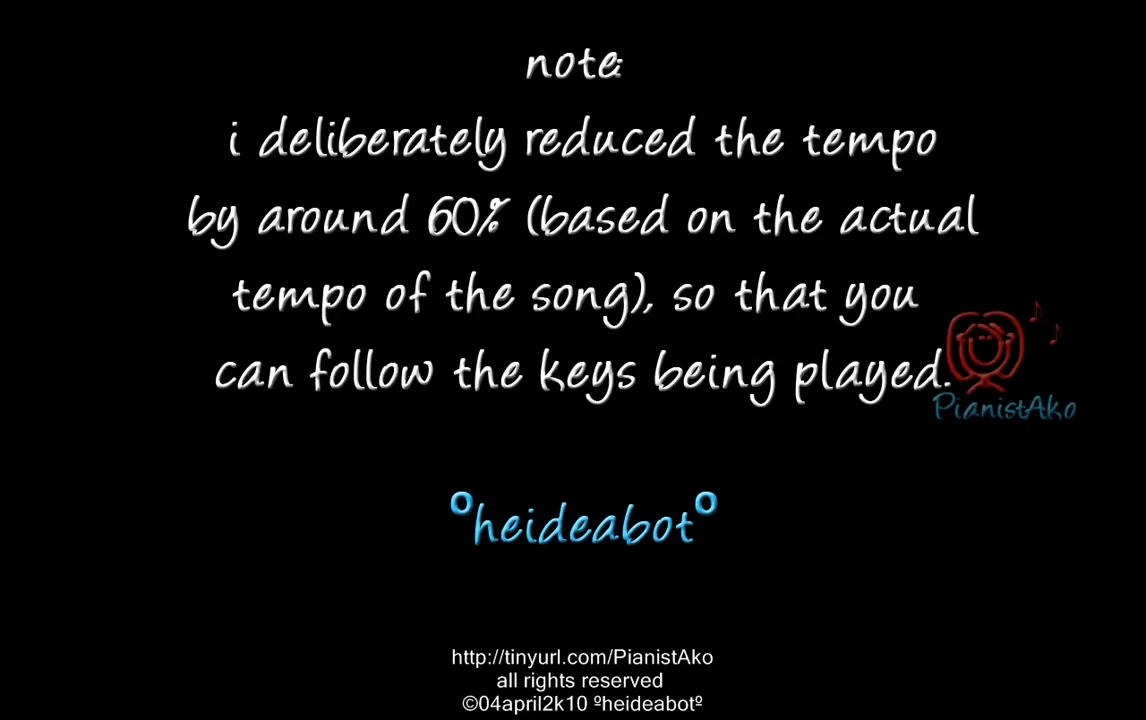 note:
i deliberately reduced the tempo
by around 60% (based on the actual
tempo of the song), so that you
can follow the keys being played.
PianistAko
ºheideabotº
http://tinyurl.com/PianistAko
all rights reserved
©04april2k10 ºheideabotº